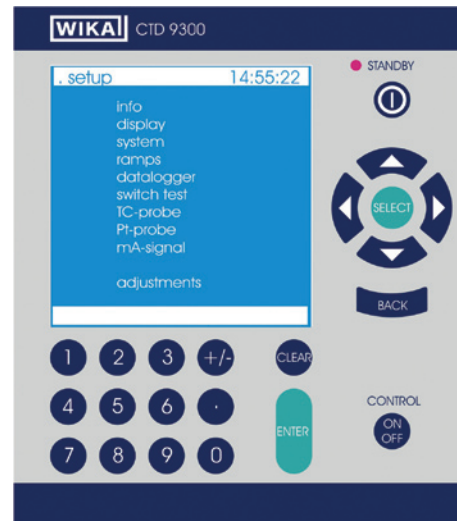 WIKAI CTD 9300
. setup 14:55:22
STANDBY
info
display
system
ramps
datalogger
switch test
TC-probe
Pt-probe
mA-signal
adjustments
SELECT
BACK
1 2 3 +/- CLEAR
4 5 6 . ENTER
7 8 9 0
CONTROL
ON
OFF